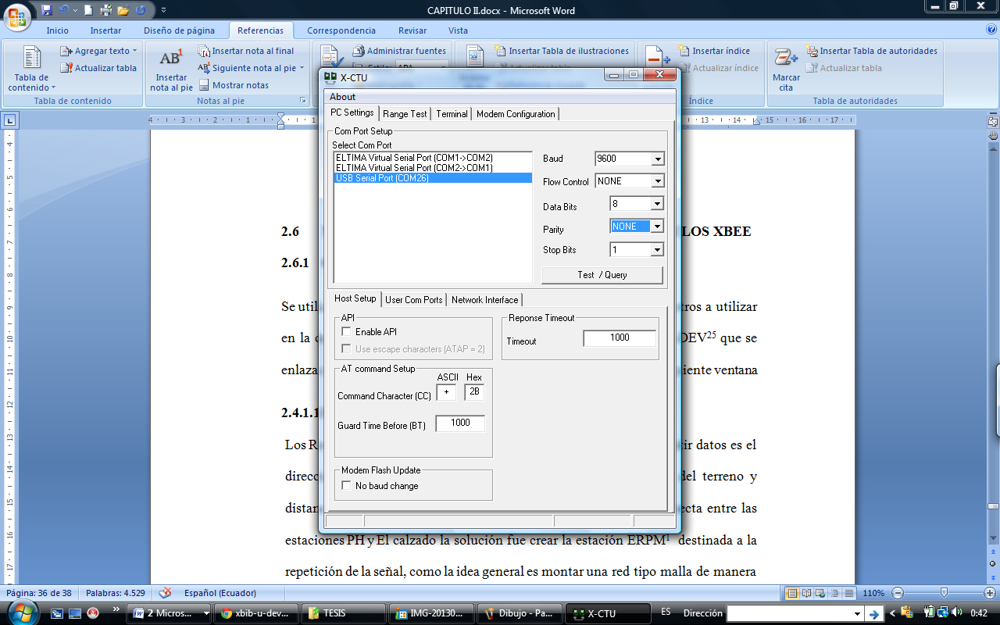 CAPITULO II.docx - Microsoft Word
Inicio Insertar Diseño de página Referencias Correspondencia Revisar Vista
Tabla de contenido
Agregar texto
Actualizar tabla
Tabla de contenido
AB1
Insertar nota al pie
Insertar nota al final
Siguiente nota al pie
Mostrar notas
Notas al pie
Administrar fuentes
Insertar Tabla de ilustraciones
Insertar índice
Actualizar índice
Índice
Marcar cita
Insertar Tabla de autoridades
Actualizar tabla
Tabla de autoridades
X-CTU
About
PC Settings Range Test Terminal Modem Configuration
Com Port Setup
Select Com Port
ELTIMA Virtual Serial Port (COM1->COM2)
ELTIMA Virtual Serial Port (COM2->COM1)
USB Serial Port (COM26)
Baud 9600
Flow Control NONE
Data Bits 8
Parity NONE
Stop Bits 1
Test / Query
Host Setup User Com Ports Network Interface
API
Enable API
Use escape characters (ATAP = 2)
Reponse Timeout
Timeout 1000
AT command Setup
ASCII Hex
Command Character (CC) + 2B
Guard Time Before (BT) 1000
Modem Flash Update
No baud change
2.6 LOS XBEE
2.6.1
Se util tros a utilizar
en la DEV25 que se
enlaza iente ventana
2.4.1.1
Los R ir datos es el
direcc del terreno y
distan ecta entre las
estaciones PH y El calzado la solución fue crear la estación ERPM1 destinada a la
repetición de la señal, como la idea general es montar una red tipo malla de manera
Página: 36 de 38 Palabras: 4.529 Español (Ecuador) 110%
2 Micros... xbib-u-dev... TESIS IMG-20130... Dibujo - Pa... X-CTU ES Dirección 0:42